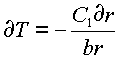 ∂T = − C₁∂r / br